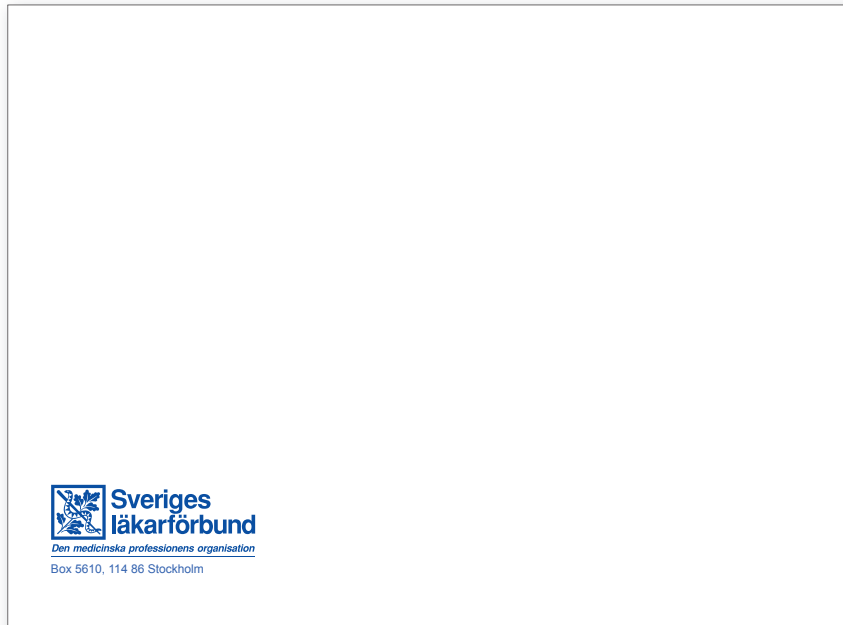 Sveriges
läkarförbund
Den medicinska professionens organisation
Box 5610, 114 86 Stockholm